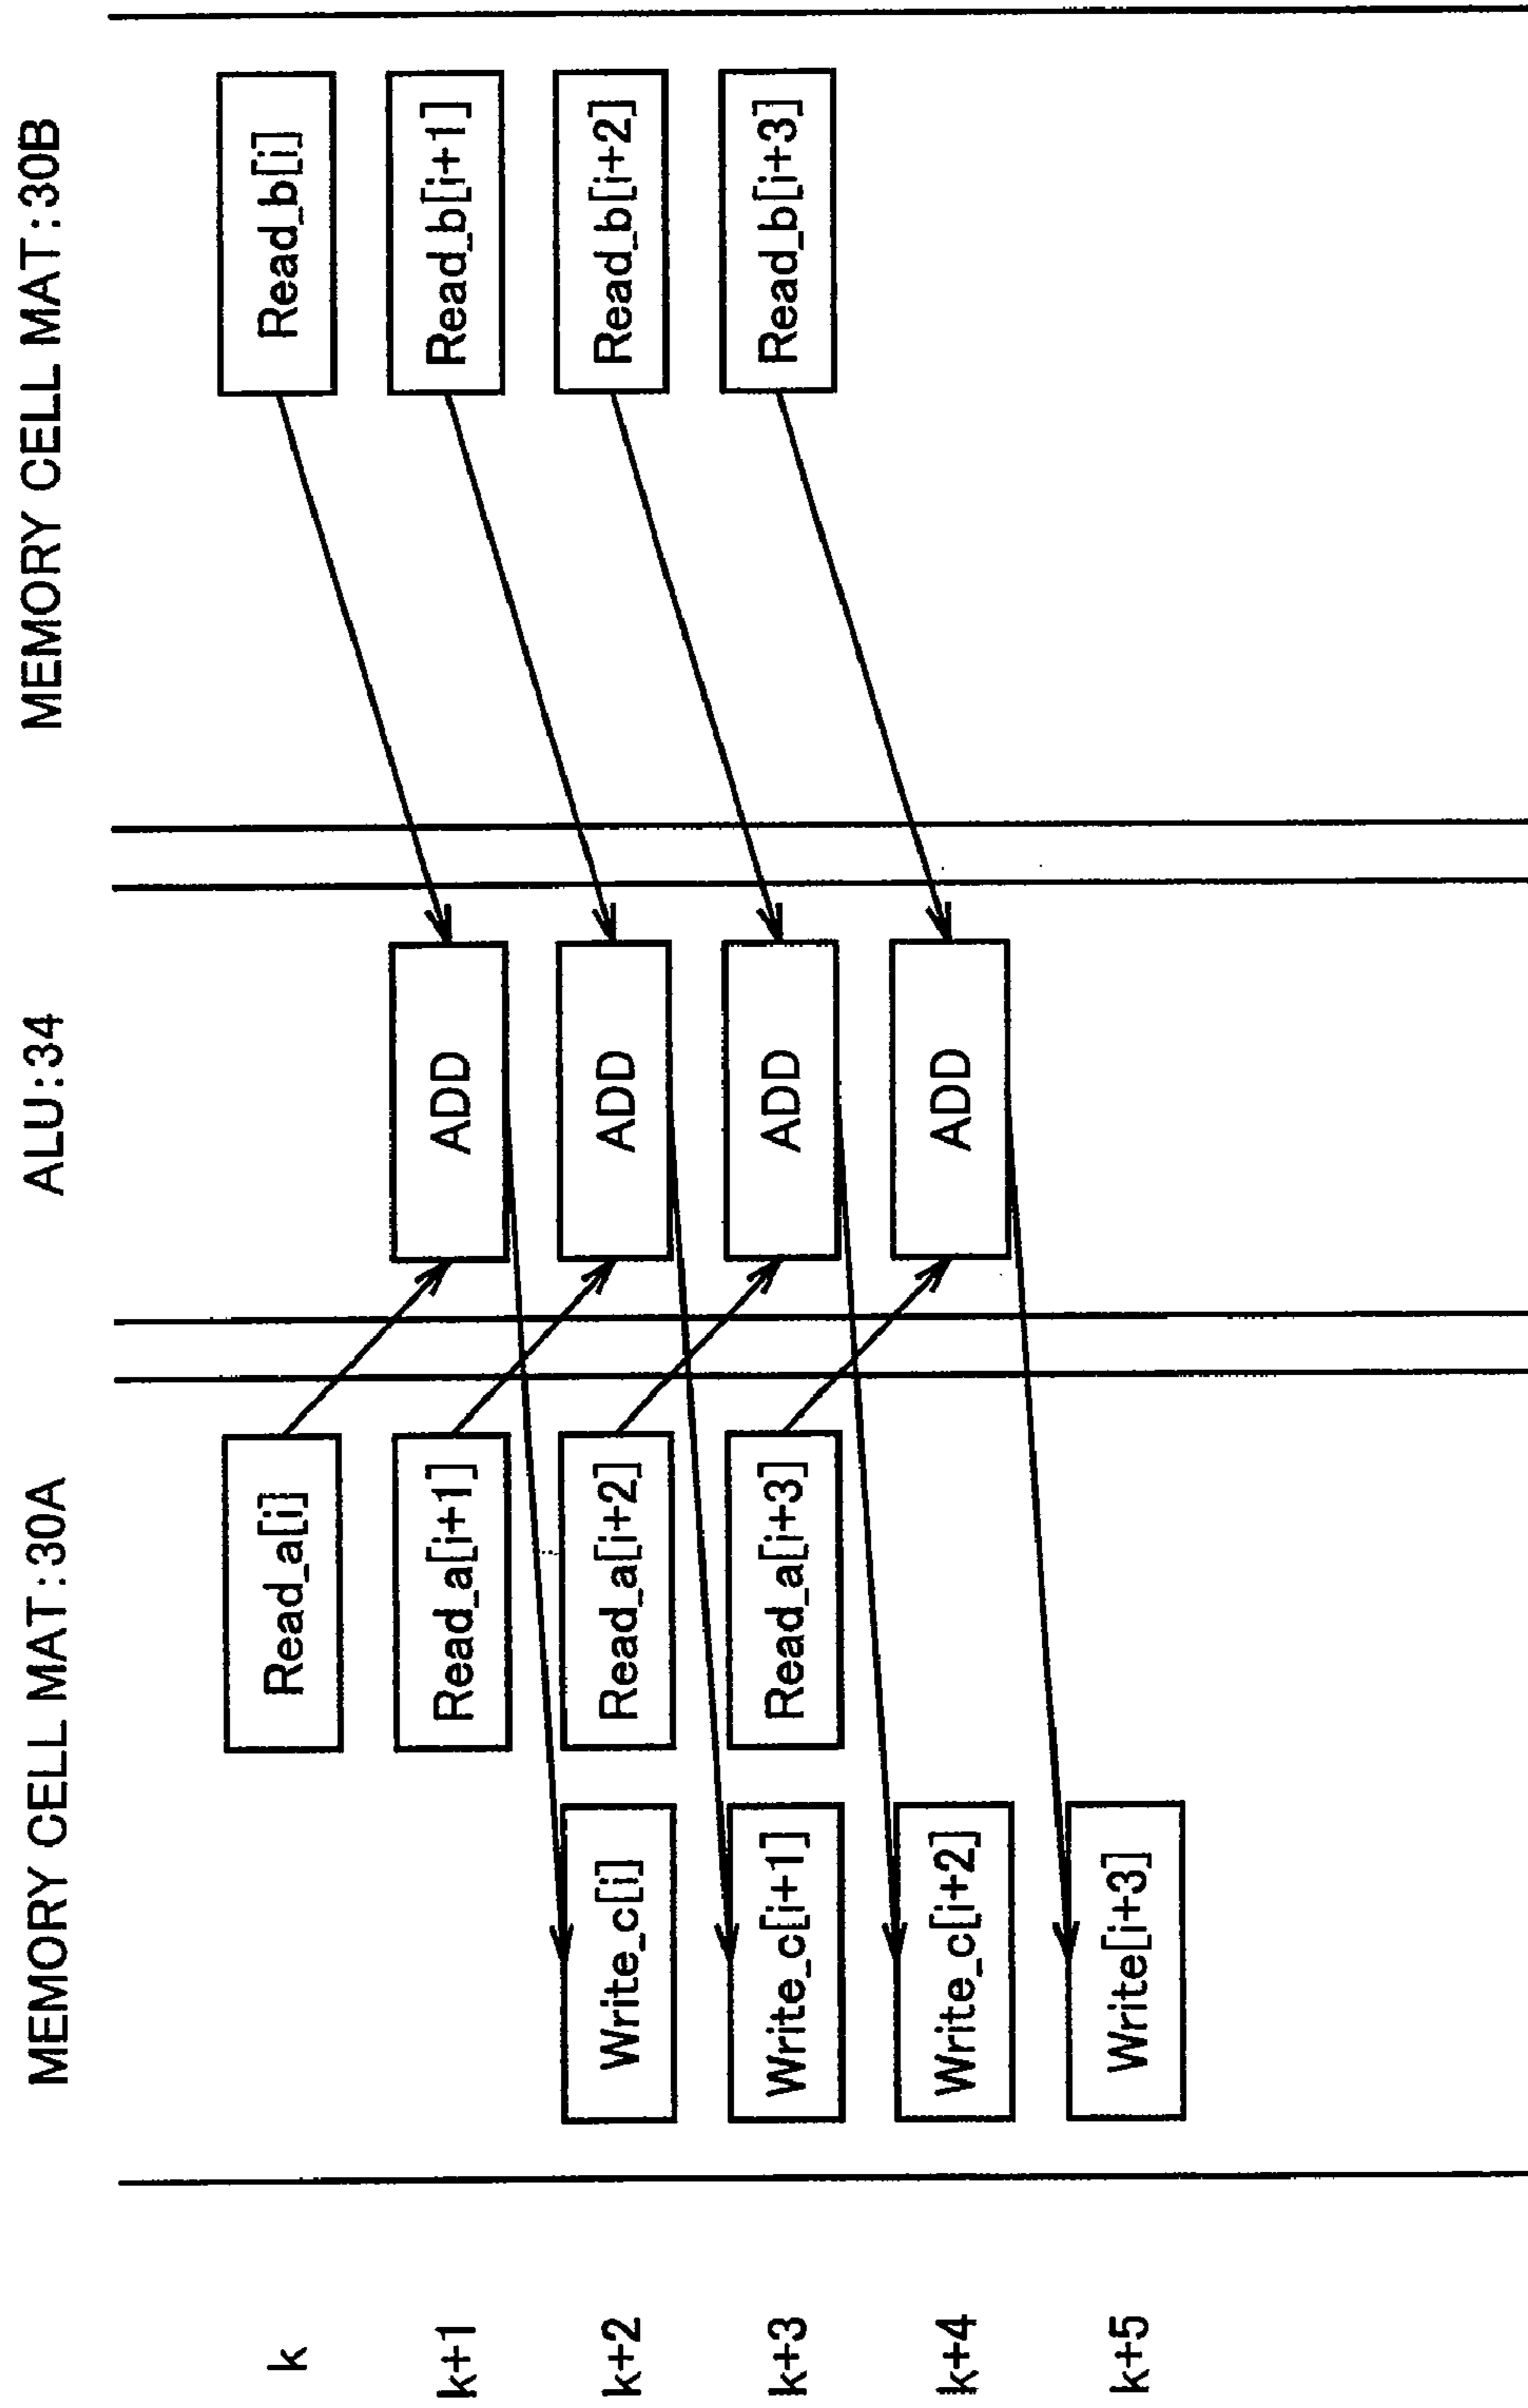 MEMORY CELL MAT:30A
ALU:34
MEMORY CELL MAT:30B
k
Read_a[i]
Read_b[i]
k+1
Read_a[i+1]
ADD
Read_b[i+1]
k+2
Write_c[i]
Read_a[i+2]
ADD
Read_b[i+2]
k+3
Write_c[i+1]
Read_a[i+3]
ADD
Read_b[i+3]
k+4
Write_c[i+2]
ADD
k+5
Write[i+3]